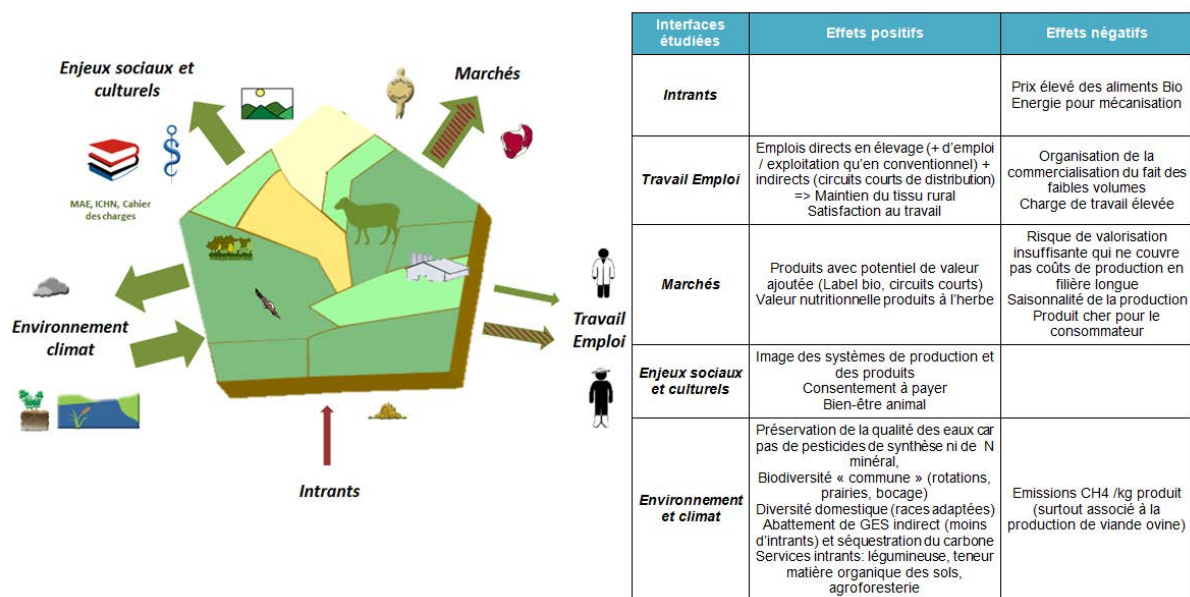 Enjeux sociaux et
culturels
Marchés
MAE, ICHN, Cahier
des charges
Environnement
climat
Travail
Emploi
Intrants
Interfaces
étudiées
Effets positifs
Effets négatifs
Intrants
Prix élevé des aliments Bio
Energie pour mécanisation
Travail Emploi
Emplois directs en élevage (+ d'emploi
/ exploitation qu'en conventionnel) +
indirects (circuits courts de distribution)
=> Maintien du tissu rural
Satisfaction au travail
Organisation de la
commercialisation du fait des
faibles volumes
Charge de travail élevée
Marchés
Produits avec potentiel de valeur
ajoutée (Label bio, circuits courts)
Valeur nutritionnelle produits à l'herbe
Risque de valorisation
insuffisante qui ne couvre
pas coûts de production en
filière longue
Saisonnalité de la production
Produit cher pour le
consommateur
Enjeux sociaux
et culturels
Image des systèmes de production et
des produits
Consentement à payer
Bien-être animal
Environnement
et climat
Préservation de la qualité des eaux car
pas de pesticides de synthèse ni de N
minéral,
Biodiversité « commune » (rotations,
prairies, bocage)
Diversité domestique (races adaptées)
Abattement de GES indirect (moins
d'intrants) et séquestration du carbone
Services intrants: légumineuse, teneur
matière organique des sols,
agroforesterie
Emissions CH4 /kg produit
(surtout associé à la
production de viande ovine)